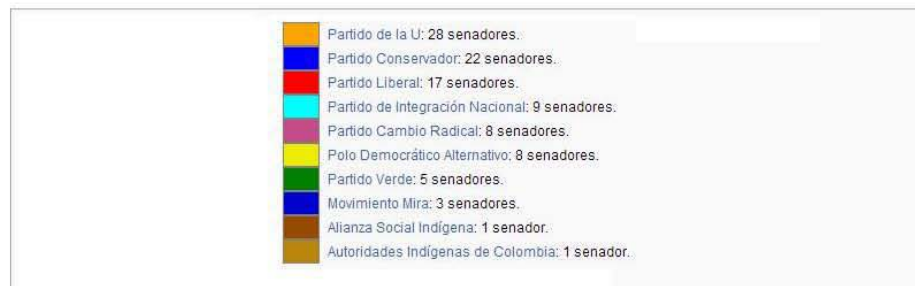 Partido de la U: 28 senadores.
Partido Conservador: 22 senadores.
Partido Liberal: 17 senadores.
Partido de Integración Nacional: 9 senadores.
Partido Cambio Radical: 8 senadores.
Polo Democrático Alternativo: 8 senadores.
Partido Verde: 5 senadores.
Movimiento Mira: 3 senadores.
Alianza Social Indígena: 1 senador.
Autoridades Indígenas de Colombia: 1 senador.